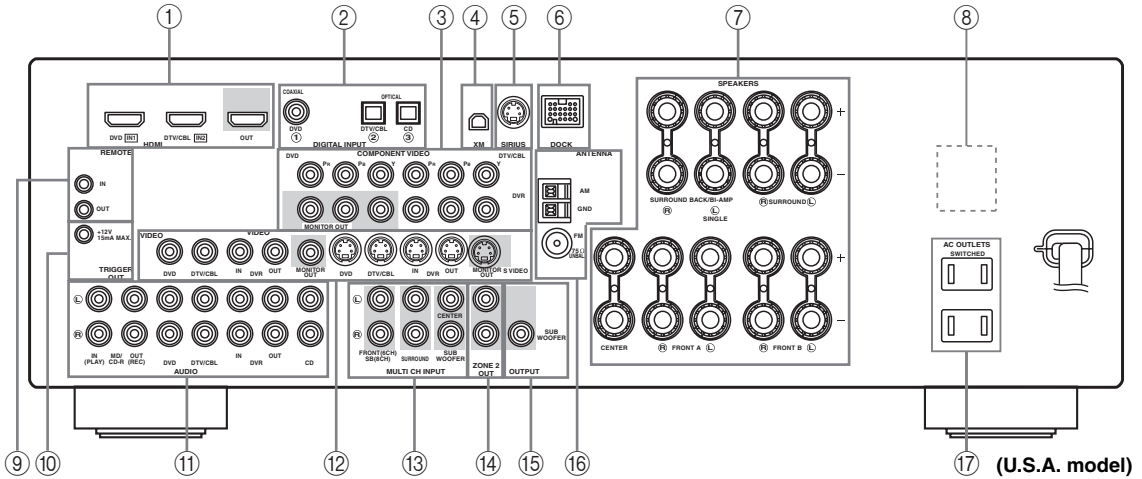 ① ② ③ ④ ⑤ ⑥ ⑦ ⑧
SPEAKERS
COAXIAL OPTICAL
DVD IN1 DTV/CBL IN2 OUT
HDMI
DVD DTV/CBL CD
① ② ③
DIGITAL INPUT
XM SIRIUS DOCK
REMOTE
IN
OUT
DVD COMPONENT VIDEO DTV/CBL
PR PB Y PR PB Y
DVR
MONITOR OUT
ANTENNA
AM
GND
FM
75Ω UNBAL.
+
–
SURROUND BACK/BI-AMP SURROUND
R L R L
SINGLE
+12V
15mA MAX.
TRIGGER OUT
VIDEO VIDEO
DVD DTV/CBL IN DVR OUT MONITOR OUT DVD DTV/CBL IN DVR OUT MONITOR OUT S VIDEO
AC OUTLETS
SWITCHED
+
–
CENTER R FRONT A L R FRONT B L
L
R
IN (PLAY) MD/CD-R OUT (REC) DVD DTV/CBL IN DVR OUT CD
AUDIO
L
R
CENTER
FRONT(6CH) SB(8CH) SURROUND SUB WOOFER
MULTI CH INPUT
ZONE 2 OUT
SUB WOOFER
OUTPUT
⑨ ⑩ ⑪ ⑫ ⑬ ⑭ ⑮ ⑯ ⑰
(U.S.A. model)